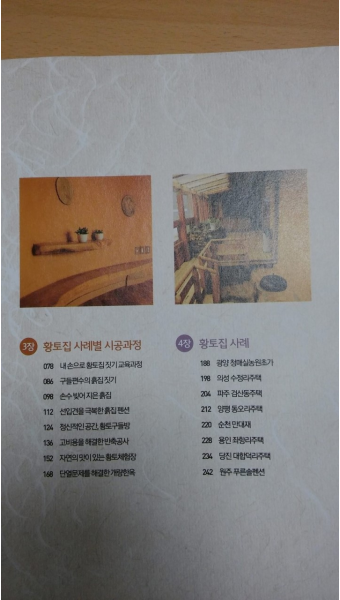 3장 황토집 사례별 시공과정
078 내 손으로 황토집 짓기 교육과정
086 구들편수의 흙집 짓기
098 손수 빚어 지은 흙집
112 선입견을 극복한 흙집 펜션
124 정신적인 공간, 황토구들방
136 고비용을 해결한 반축공사
152 자연의 맛이 있는 황토체험장
168 단열문제를 해결한 개량한옥
4장 황토집 사례
188 광양 청매실농원초가
198 의성 수정리주택
204 파주 검산동주택
212 양평 동오리주택
220 순천 만대재
228 용인 좌항리주택
234 당진 대합덕리주택
242 원주 푸른솔펜션